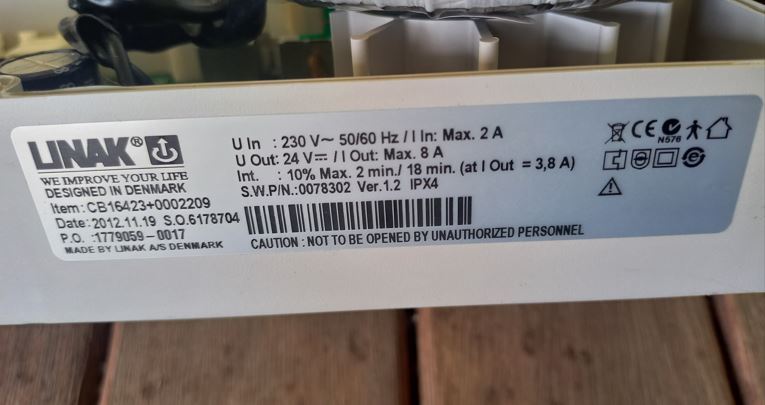 LINAK®
WE IMPROVE YOUR LIFE
DESIGNED IN DENMARK
Item: CB16423+0002209
Date: 2012.11.19 S.O.6178704
P.O. :1779059-0017
MADE BY LINAK A/S DENMARK
U In : 230 V~ 50/60 Hz / I In: Max. 2 A
U Out: 24 V⎓ / I Out: Max. 8 A
Int. : 10% Max. 2 min./ 18 min. (at I Out = 3,8 A)
S.W.P/N.:0078302 Ver.1.2 IPX4
CAUTION : NOT TO BE OPENED BY UNAUTHORIZED PERSONNEL
CE
N576